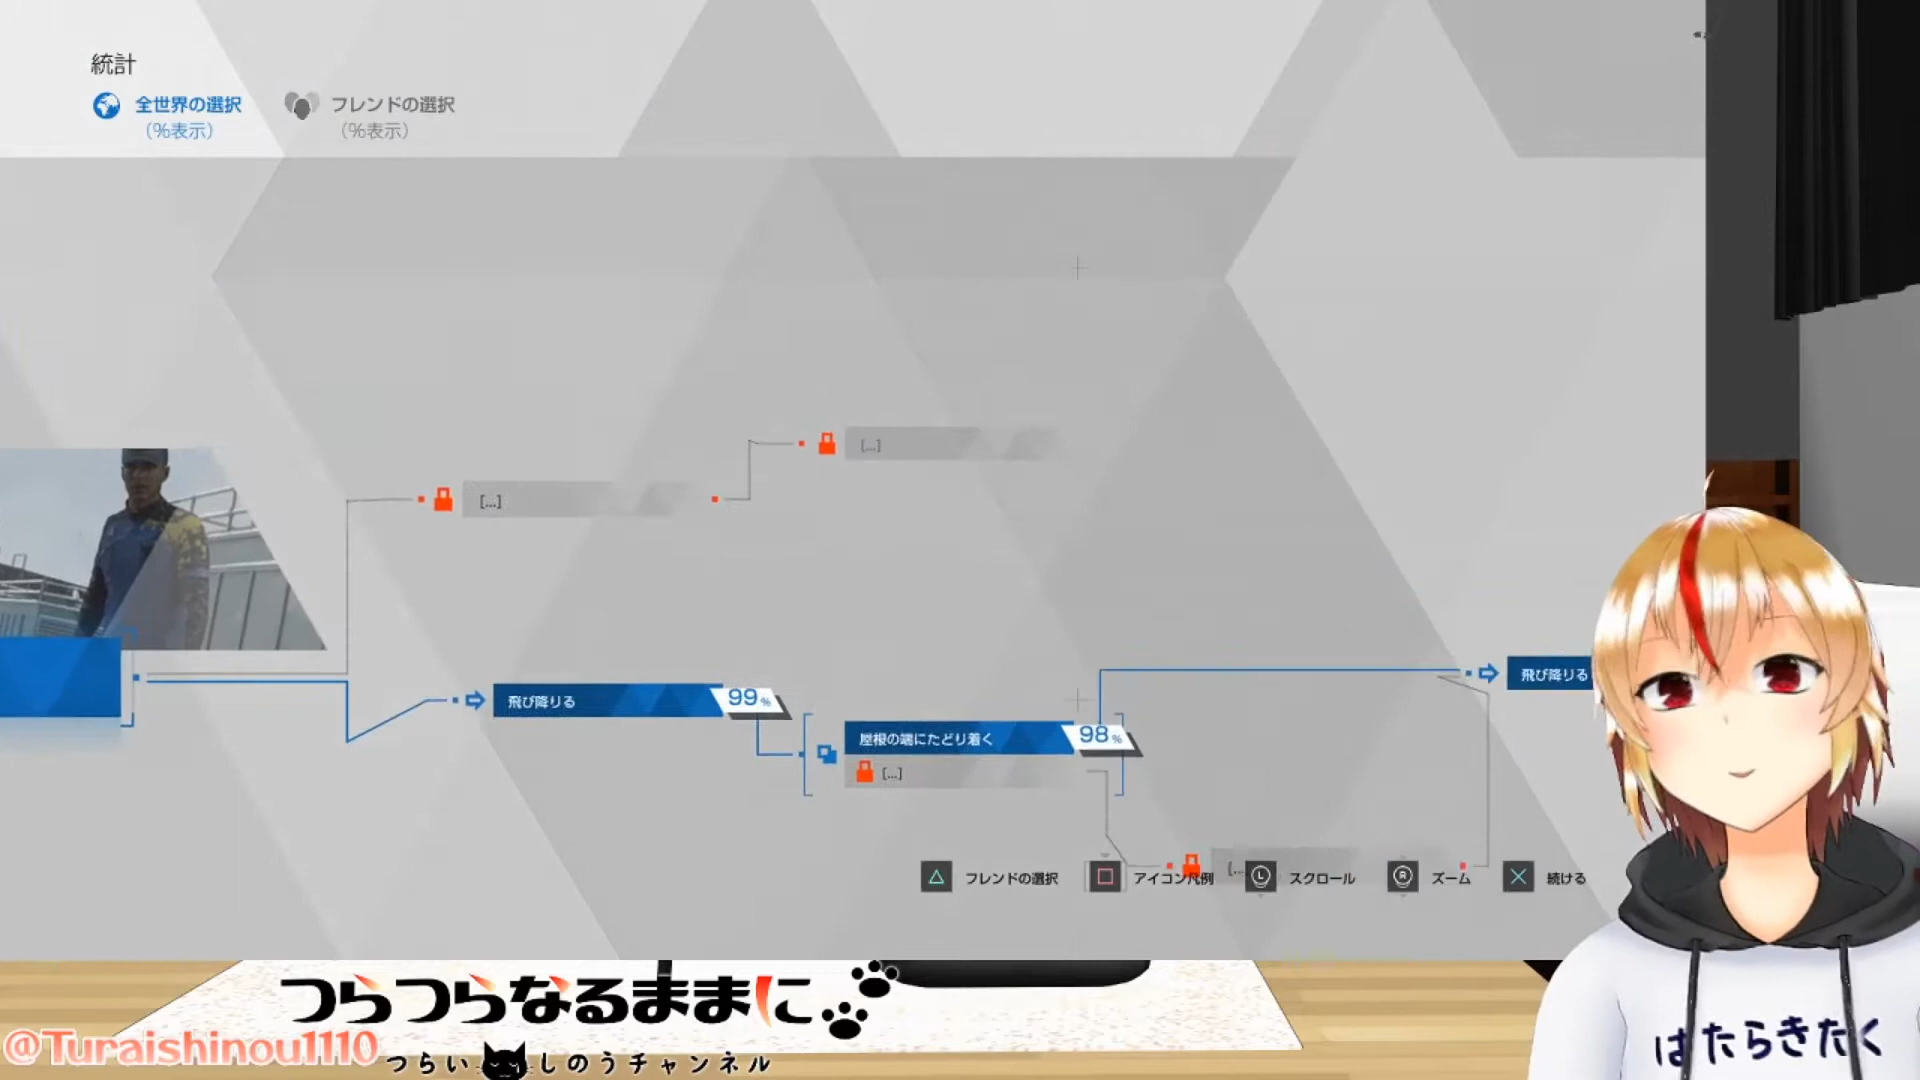 統計
全世界の選択
(%表示)
フレンドの選択
(%表示)
[...]
[...]
飛び降りる
99%
屋根の端にたどり着く
98%
[...]
飛び降りる
[...
フレンドの選択
アイコン凡例
L
スクロール
R
ズーム
続ける
つらつらなるままに
@Turaishinou1110
つらいしのうチャンネル
はたらきたく